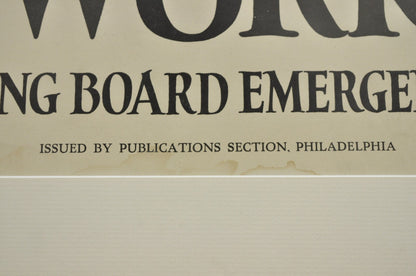 WORK
NG BOARD EMERGE
ISSUED BY PUBLICATIONS SECTION, PHILADELPHIA